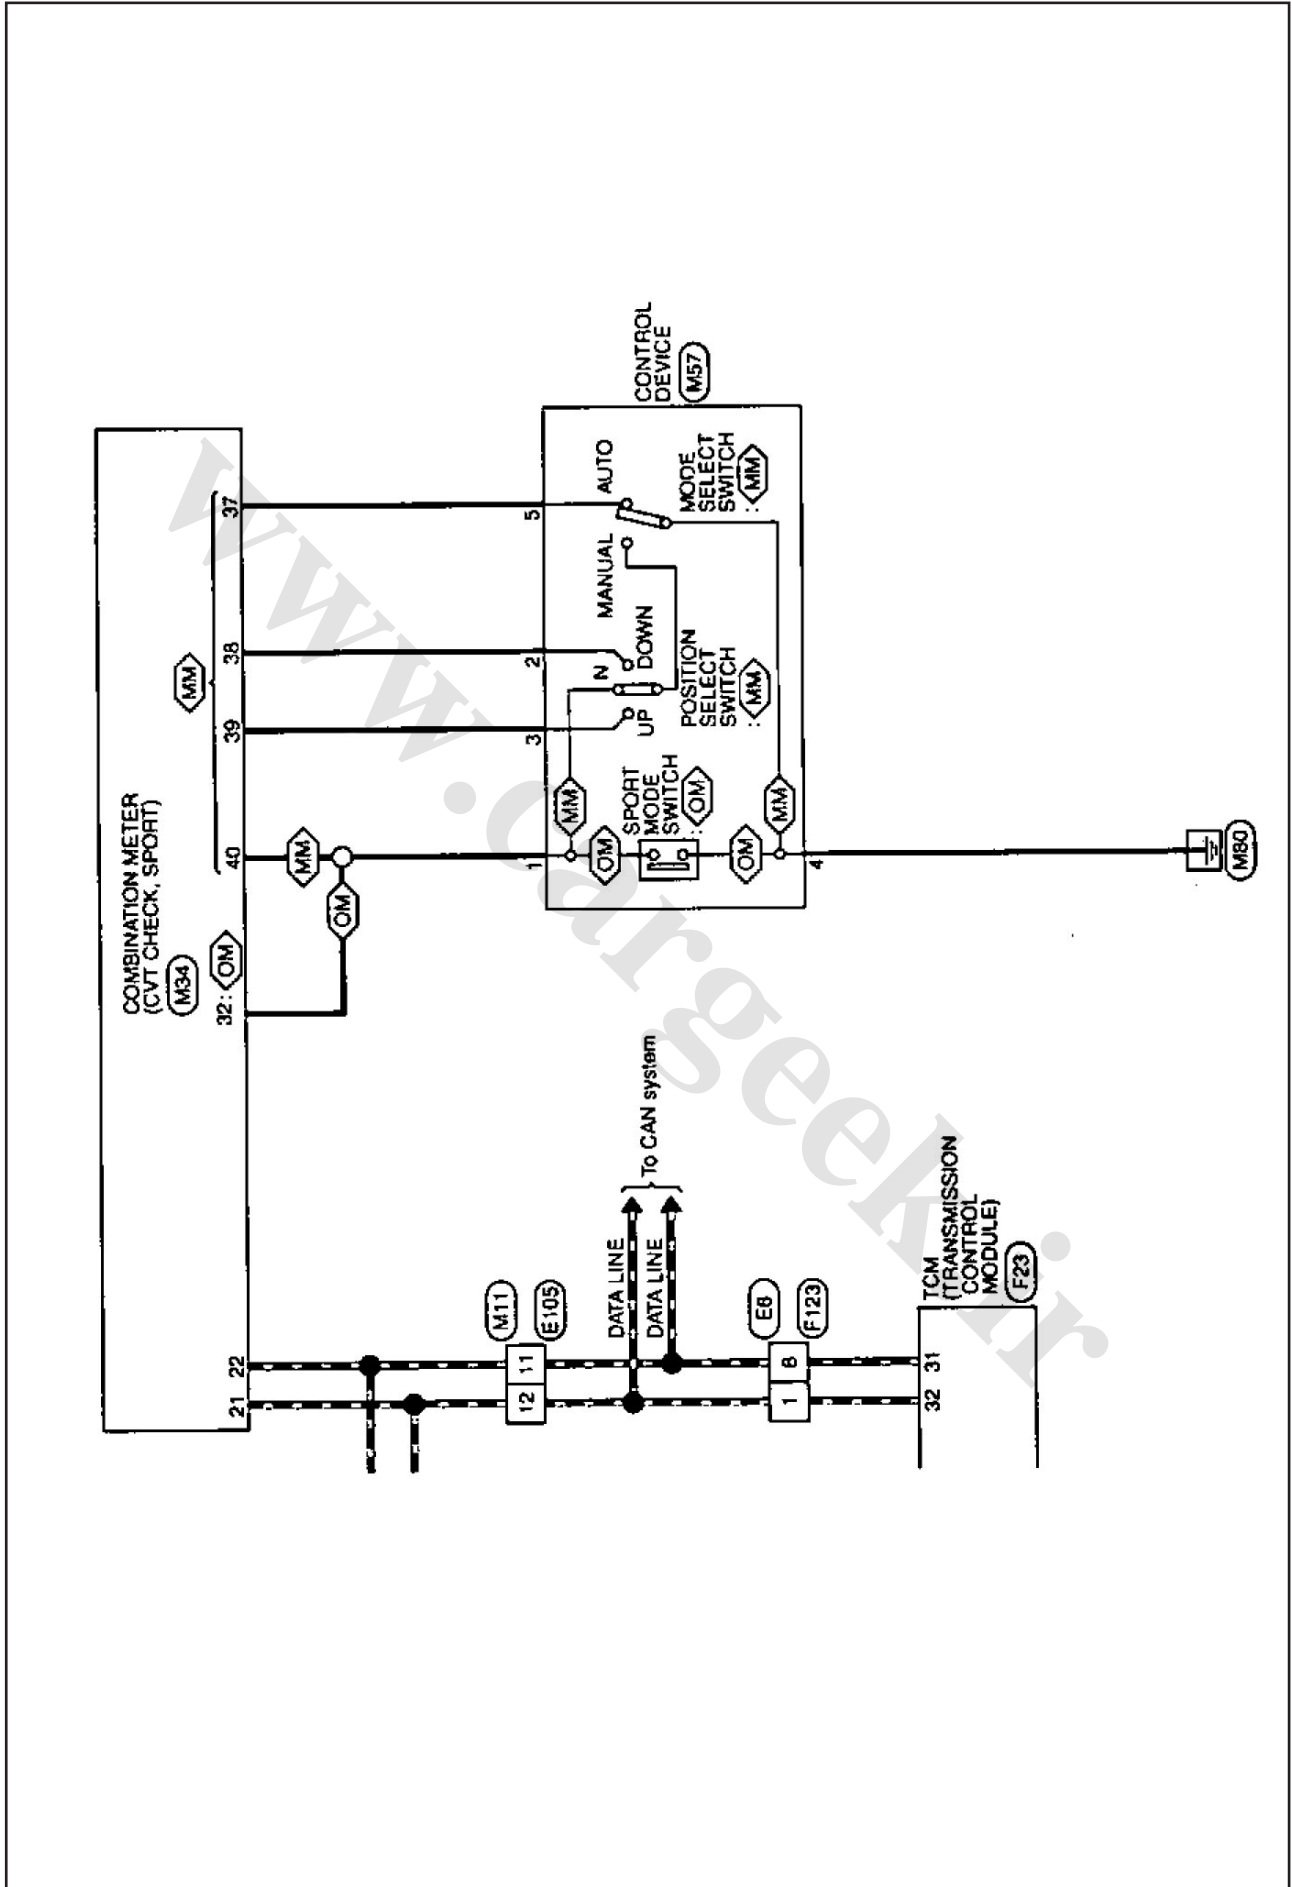 COMBINATION METER
(CVT CHECK, SPORT)
M34
21
22
32:
OM
40
39
38
37
MM
MM
OM
M11
E105
12
11
DATA LINE
DATA LINE
To CAN system
E6
F123
1
8
32
31
TCM
(TRANSMISSION
CONTROL
MODULE)
F23
1
3
2
5
MM
OM
SPORT
MODE
SWITCH
: OM
OM
MM
4
UP
N
DOWN
POSITION
SELECT
SWITCH
: MM
MANUAL
AUTO
MODE
SELECT
SWITCH
: MM
CONTROL
DEVICE
M57
M80
www.cargeek.ir